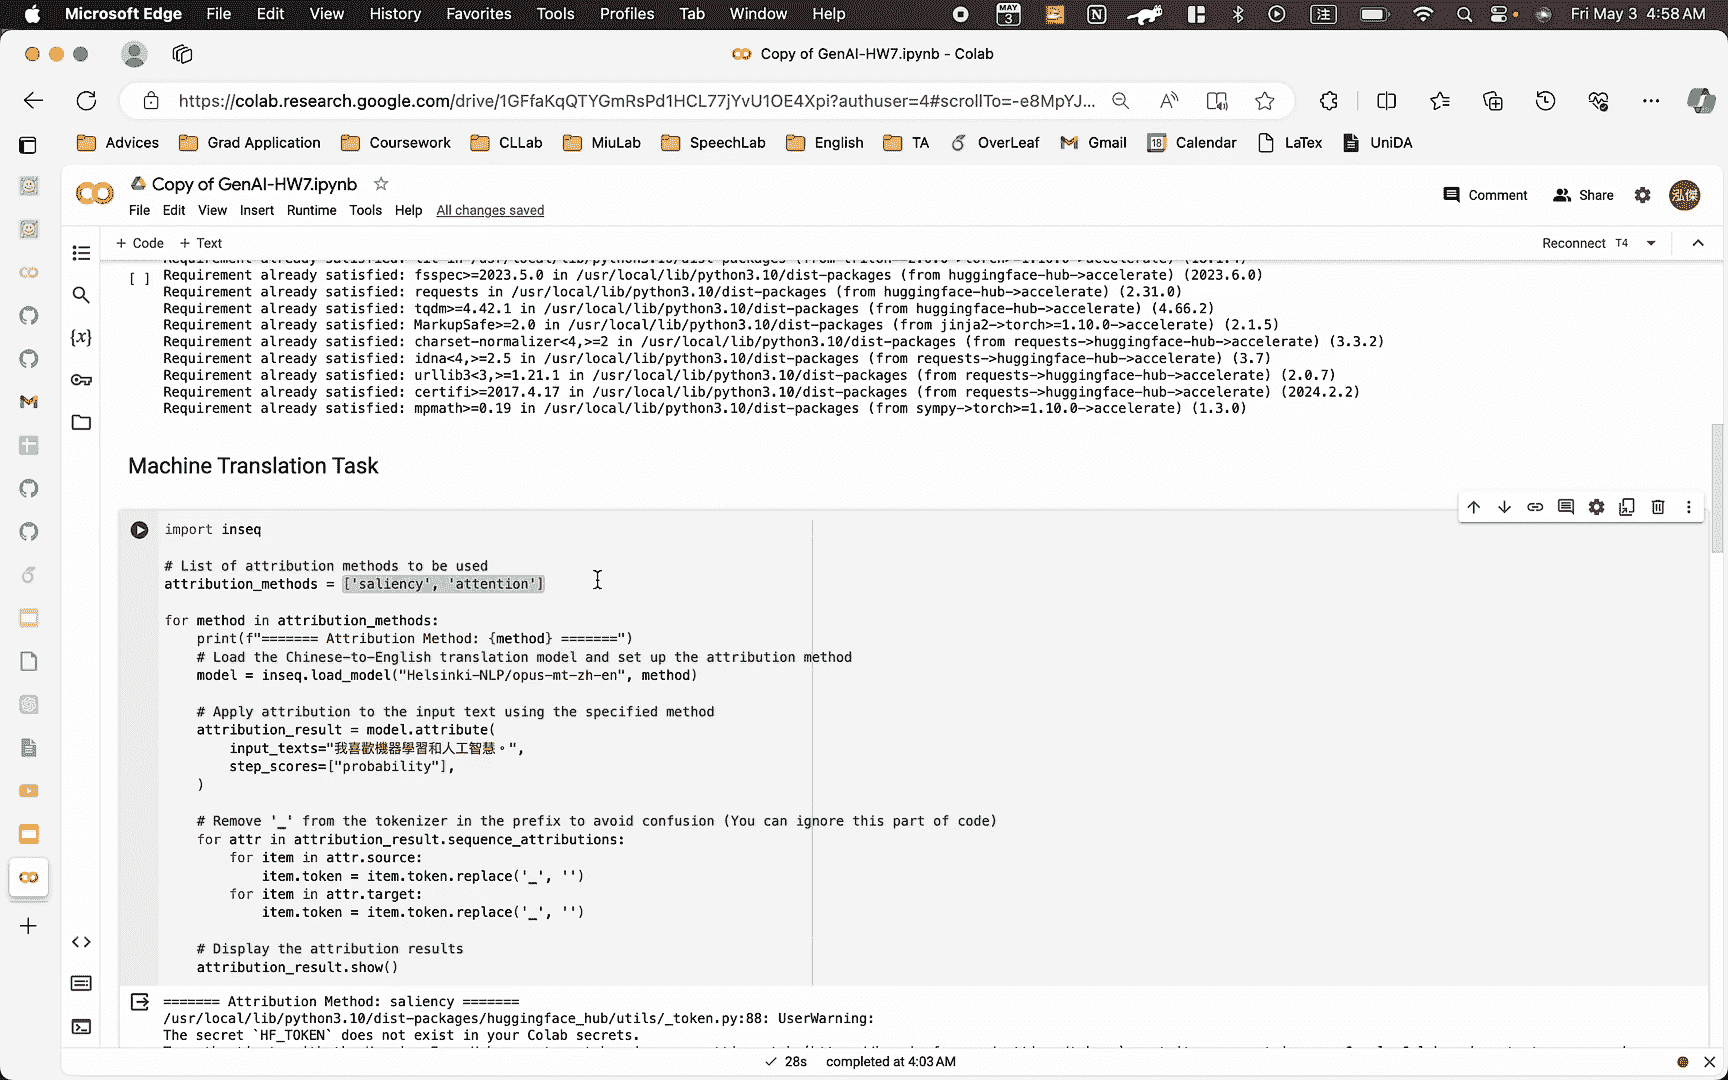 Microsoft Edge File Edit View History Favorites Tools Profiles Tab Window Help MAY 3 注 Fri May 3 4:58 AM
Copy of GenAI-HW7.ipynb - Colab
https://colab.research.google.com/drive/1GFfaKqQTYGmRsPd1HCL77jYvU1OE4Xpi?authuser=4#scrollTo=-e8MpYJ...
Advices Grad Application Coursework CLLab MiuLab SpeechLab English TA OverLeaf Gmail 18 Calendar LaTex UniDA
Copy of GenAI-HW7.ipynb
File Edit View Insert Runtime Tools Help All changes saved
Comment Share 泓傑
+ Code + Text Reconnect T4
[ ] Requirement already satisfied: fsspec>=2023.5.0 in /usr/local/lib/python3.10/dist-packages (from huggingface-hub->accelerate) (2023.6.0)
Requirement already satisfied: requests in /usr/local/lib/python3.10/dist-packages (from huggingface-hub->accelerate) (2.31.0)
Requirement already satisfied: tqdm>=4.42.1 in /usr/local/lib/python3.10/dist-packages (from huggingface-hub->accelerate) (4.66.2)
Requirement already satisfied: MarkupSafe>=2.0 in /usr/local/lib/python3.10/dist-packages (from jinja2->torch>=1.10.0->accelerate) (2.1.5)
Requirement already satisfied: charset-normalizer<4,>=2 in /usr/local/lib/python3.10/dist-packages (from requests->huggingface-hub->accelerate) (3.3.2)
Requirement already satisfied: idna<4,>=2.5 in /usr/local/lib/python3.10/dist-packages (from requests->huggingface-hub->accelerate) (3.7)
Requirement already satisfied: urllib3<3,>=1.21.1 in /usr/local/lib/python3.10/dist-packages (from requests->huggingface-hub->accelerate) (2.0.7)
Requirement already satisfied: certifi>=2017.4.17 in /usr/local/lib/python3.10/dist-packages (from requests->huggingface-hub->accelerate) (2024.2.2)
Requirement already satisfied: mpmath>=0.19 in /usr/local/lib/python3.10/dist-packages (from sympy->torch>=1.10.0->accelerate) (1.3.0)
Machine Translation Task
import inseq
# List of attribution methods to be used
attribution_methods = ['saliency', 'attention']
for method in attribution_methods:
print(f"======= Attribution Method: {method} =======")
# Load the Chinese-to-English translation model and set up the attribution method
model = inseq.load_model("Helsinki-NLP/opus-mt-zh-en", method)
# Apply attribution to the input text using the specified method
attribution_result = model.attribute(
input_texts="我喜歡機器學習和人工智慧。",
step_scores=["probability"],
)
# Remove '▁' from the tokenizer in the prefix to avoid confusion (You can ignore this part of code)
for attr in attribution_result.sequence_attributions:
for item in attr.source:
item.token = item.token.replace('▁', '')
for item in attr.target:
item.token = item.token.replace('▁', '')
# Display the attribution results
attribution_result.show()
======= Attribution Method: saliency =======
/usr/local/lib/python3.10/dist-packages/huggingface_hub/utils/_token.py:88: UserWarning:
The secret `HF_TOKEN` does not exist in your Colab secrets.
28s completed at 4:03 AM